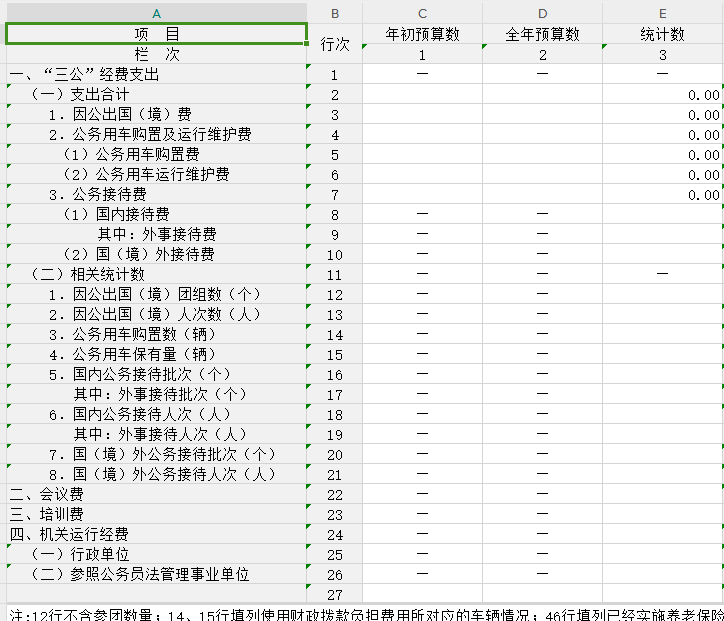 A B C D E
项 目 行次 年初预算数 全年预算数 统计数
栏 次 1 2 3
一、“三公”经费支出 1 — — —
（一）支出合计 2 0.00
1．因公出国（境）费 3 0.00
2．公务用车购置及运行维护费 4 0.00
（1）公务用车购置费 5 0.00
（2）公务用车运行维护费 6 0.00
3．公务接待费 7 0.00
（1）国内接待费 8 — —
其中：外事接待费 9 — —
（2）国（境）外接待费 10 — —
（二）相关统计数 11 — — —
1．因公出国（境）团组数（个） 12 — —
2．因公出国（境）人次数（人） 13 — —
3．公务用车购置数（辆） 14 — —
4．公务用车保有量（辆） 15 — —
5．国内公务接待批次（个） 16 — —
其中：外事接待批次（个） 17 — —
6．国内公务接待人次（人） 18 — —
其中：外事接待人次（人） 19 — —
7．国（境）外公务接待批次（个） 20 — —
8．国（境）外公务接待人次（人） 21 — —
二、会议费 22 — —
三、培训费 23 — —
四、机关运行经费 24 — —
（一）行政单位 25 — —
（二）参照公务员法管理事业单位 26 — —
27
注：12行不含参团数量；14、15行填列使用财政拨款负担费用所对应的车辆情况；46行填列已经实施养老保险